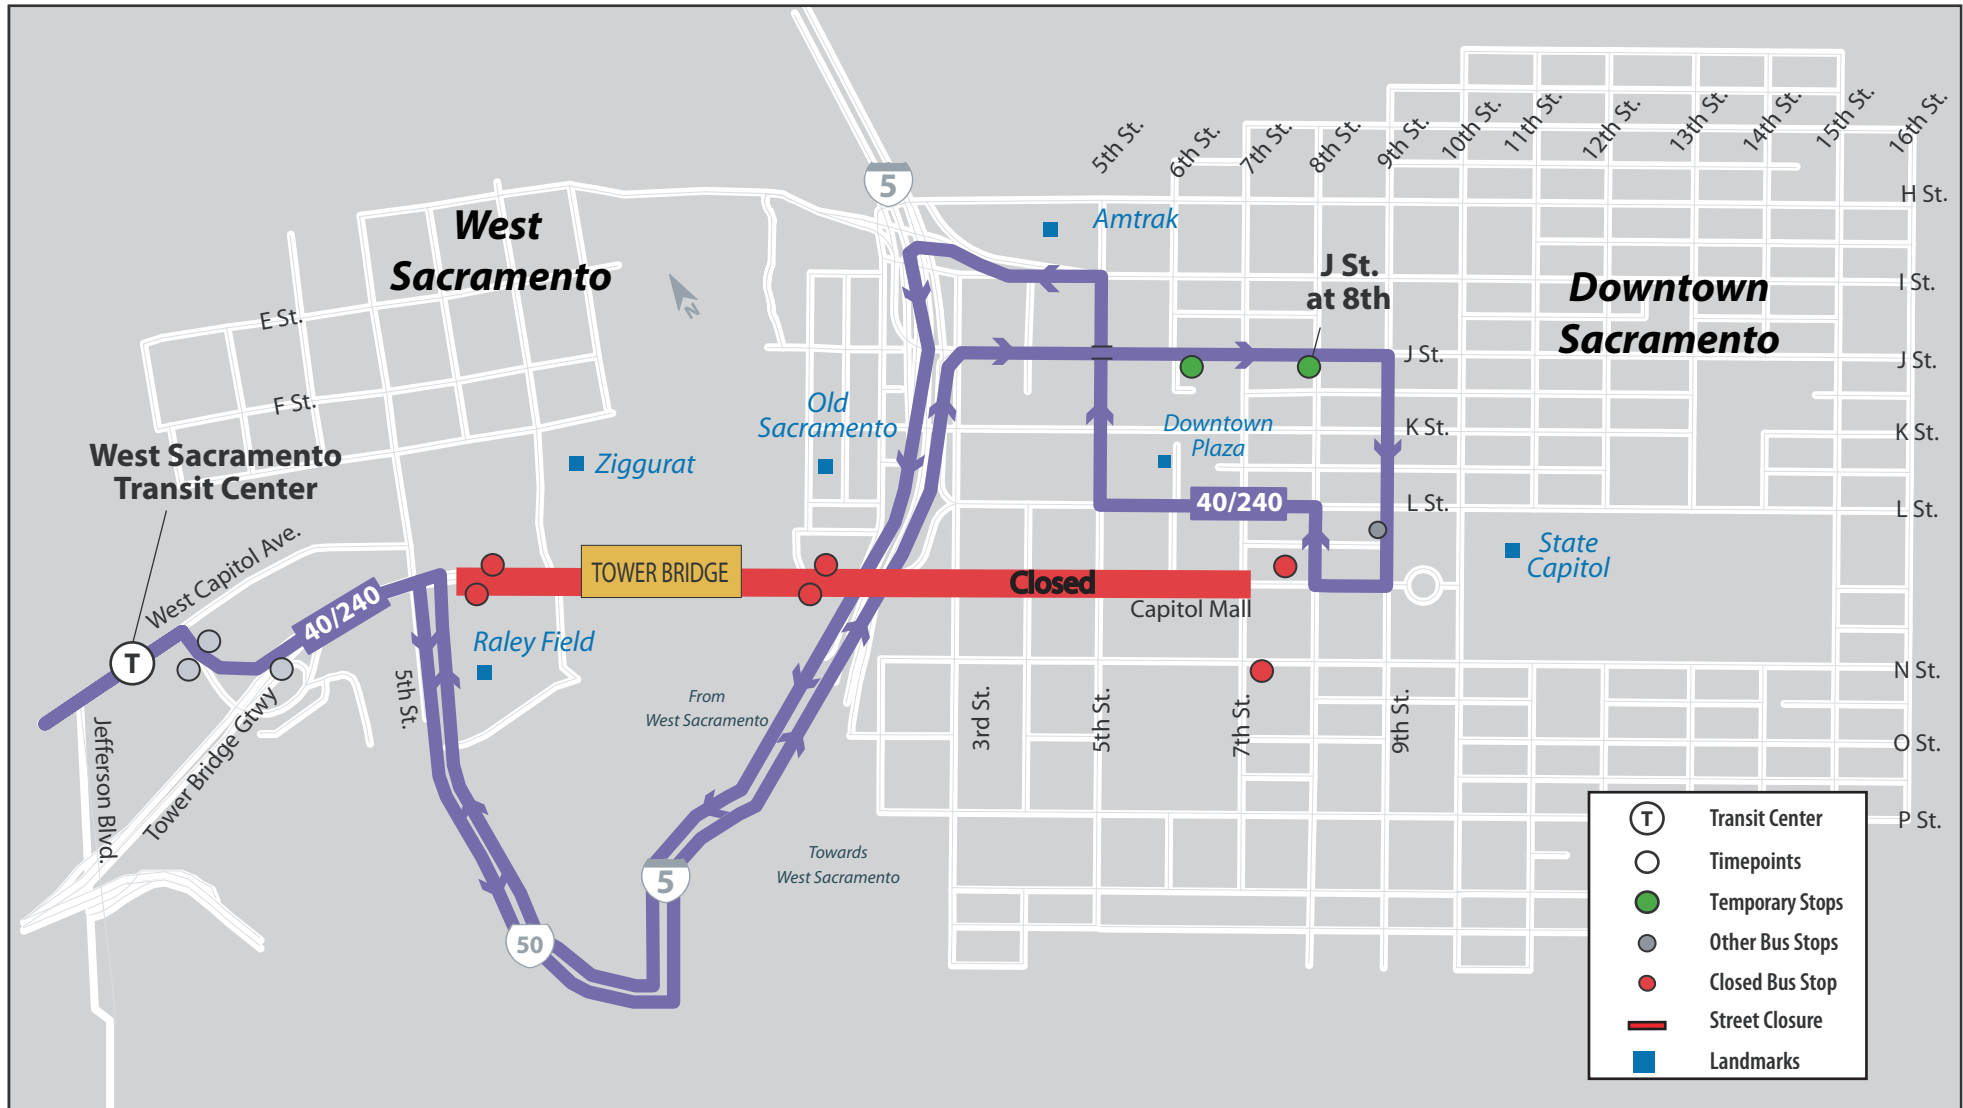 5th St.
6th St.
7th St.
8th St.
9th St.
10th St.
11th St.
12th St.
13th St.
14th St.
15th St.
16th St.
5
H St.
West
Sacramento
Amtrak
J St.
at 8th
Downtown
Sacramento
I St.
N
E St.
J St.
J St.
F St.
Old
Sacramento
Downtown
Plaza
K St.
K St.
West Sacramento
Transit Center
Ziggurat
40/240
L St.
L St.
West Capitol Ave.
TOWER BRIDGE
Closed
State
Capitol
40/240
Capitol Mall
T
Raley Field
N St.
5th St.
From
West Sacramento
3rd St.
5th St.
7th St.
9th St.
Jefferson Blvd.
Tower Bridge Gtwy
O St.
Towards
West Sacramento
5
50
P St.
T
Transit Center
Timepoints
Temporary Stops
Other Bus Stops
Closed Bus Stop
Street Closure
Landmarks